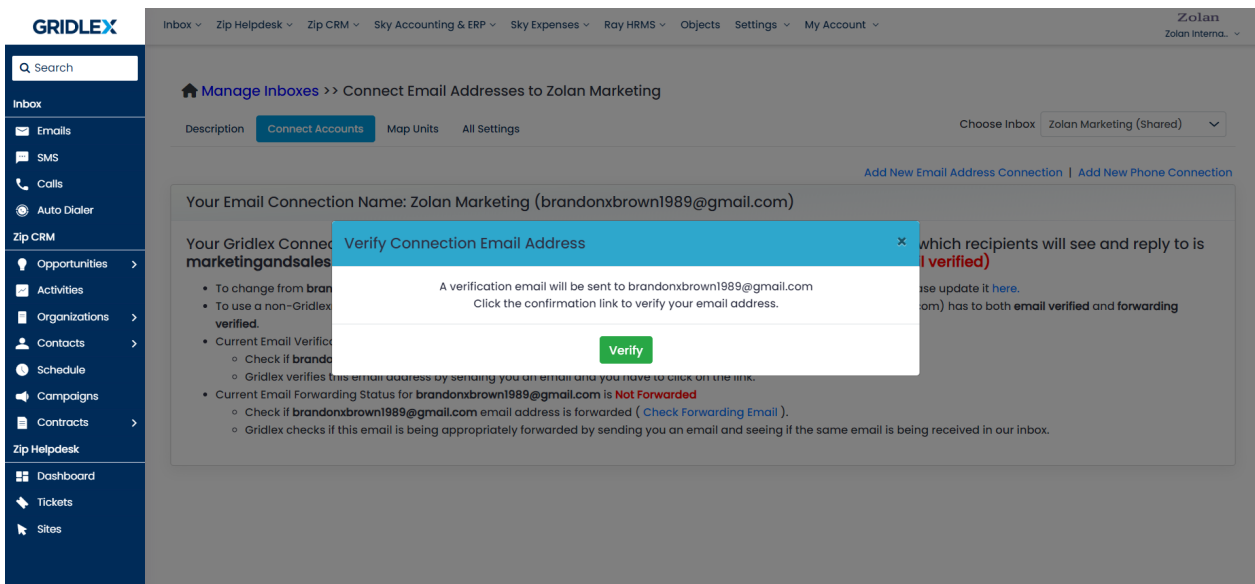 GRIDLEX
Inbox Zip Helpdesk Zip CRM Sky Accounting & ERP Sky Expenses Ray HRMS Objects Settings My Account
Zolan
Zolan Interna..
Search
Inbox
Emails
SMS
Calls
Auto Dialer
Zip CRM
Opportunities
Activities
Organizations
Contacts
Schedule
Campaigns
Contracts
Zip Helpdesk
Dashboard
Tickets
Sites
Manage Inboxes >> Connect Email Addresses to Zolan Marketing
Description Connect Accounts Map Units All Settings
Choose Inbox Zolan Marketing (Shared)
Add New Email Address Connection | Add New Phone Connection
Your Email Connection Name: Zolan Marketing (brandonxbrown1989@gmail.com)
Verify Connection Email Address ×
A verification email will be sent to brandonxbrown1989@gmail.com
Click the confirmation link to verify your email address.
Verify
Your Gridlex which recipients will see and reply to is
verified)
• To change from update it here.
• To use a non- has to both email verified and forwarding
verified.
• Current Email
◦ Check if
◦ Gridlex verifies this email address by sending you an email and you have to click on the link.
• Current Email Forwarding Status for brandonxbrown1989@gmail.com is Not Forwarded
◦ Check if brandonxbrown1989@gmail.com email address is forwarded ( Check Forwarding Email ).
◦ Gridlex checks if this email is being appropriately forwarded by sending you an email and seeing if the same email is being received in our inbox.